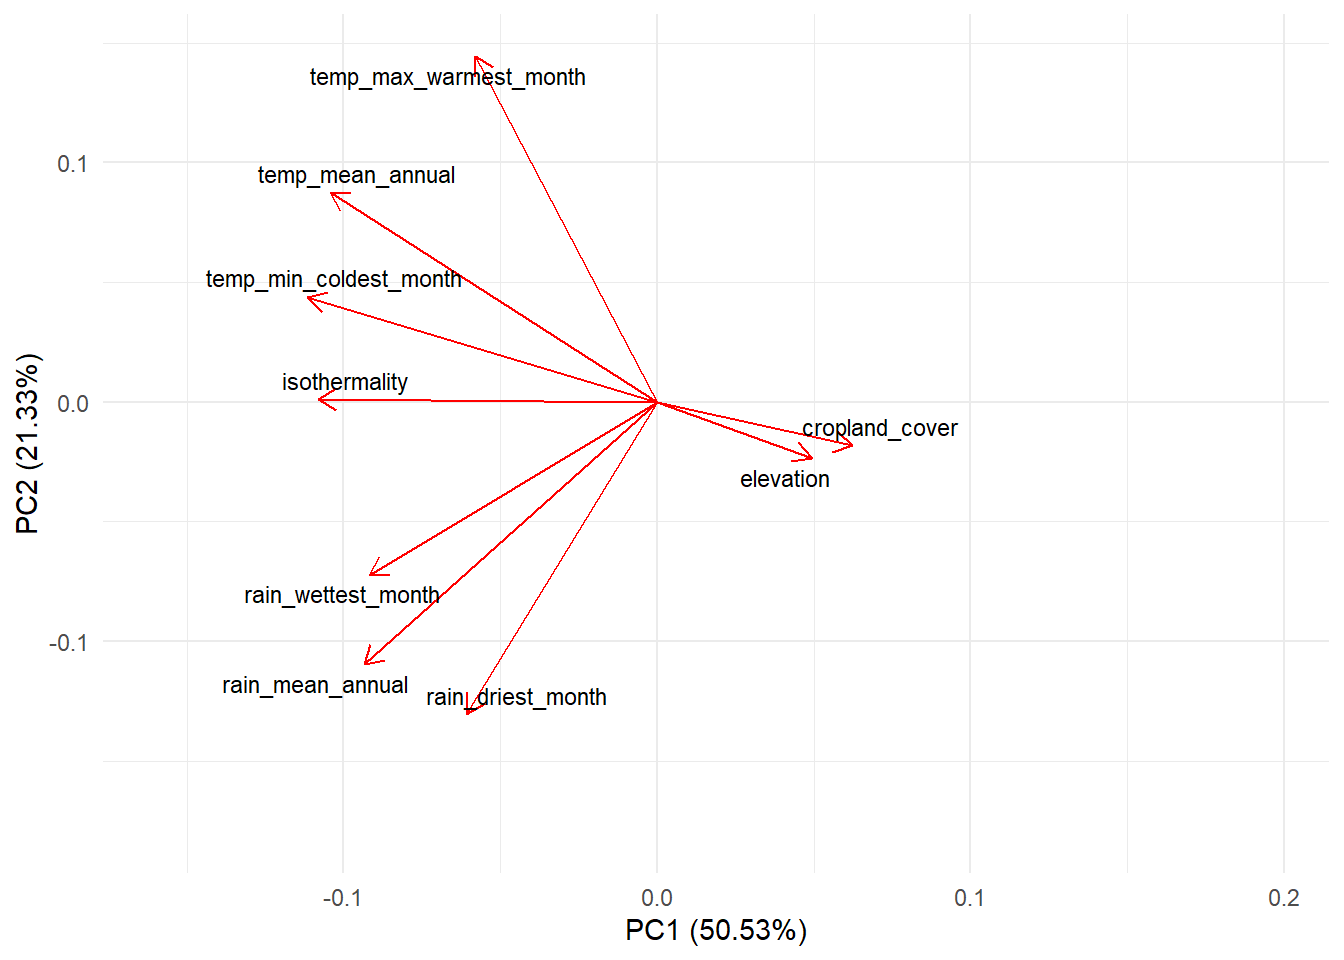 temp_max_warmest_month
0.1
temp_mean_annual
temp_min_coldest_month
isothermality
0.0
cropland_cover
elevation
rain_wettest_month
-0.1
rain_mean_annual
rain_driest_month
PC2 (21.33%)
-0.1
0.0
0.1
0.2
PC1 (50.53%)